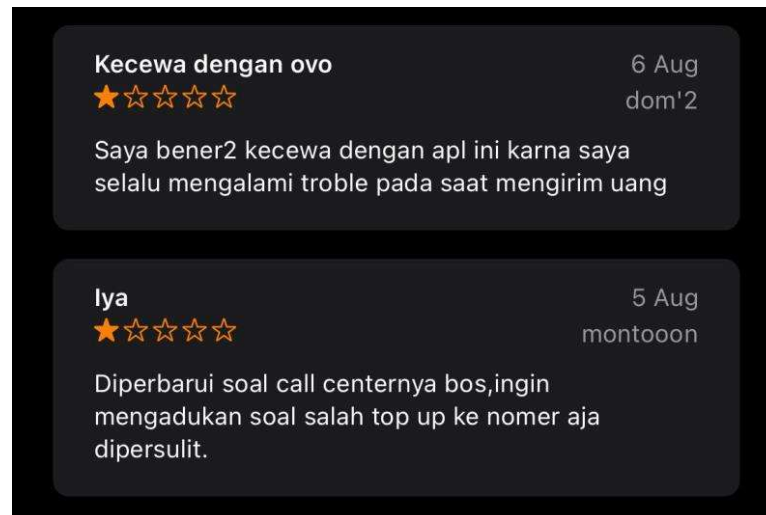 Kecewa dengan ovo
6 Aug
dom'2
Saya bener2 kecewa dengan apl ini karna saya
selalu mengalami troble pada saat mengirim uang
Iya
5 Aug
montooon
Diperbarui soal call centernya bos,ingin
mengadukan soal salah top up ke nomer aja
dipersulit.